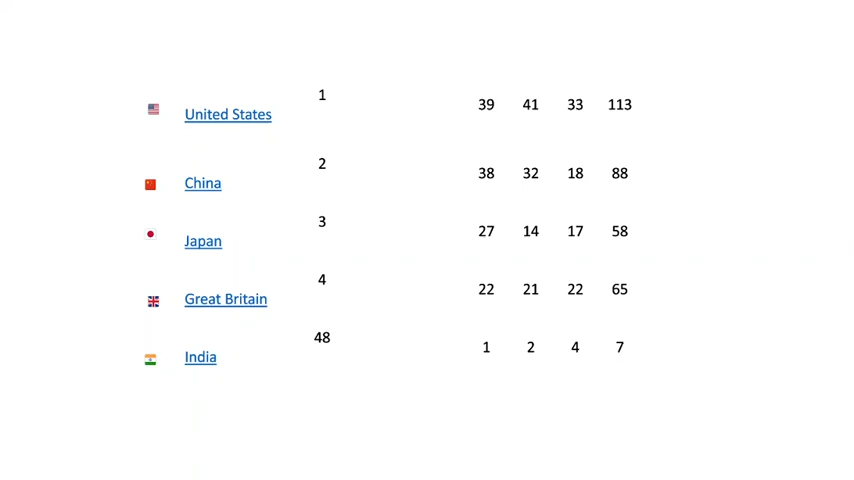 United States 1 39 41 33 113
China 2 38 32 18 88
Japan 3 27 14 17 58
Great Britain 4 22 21 22 65
India 48 1 2 4 7